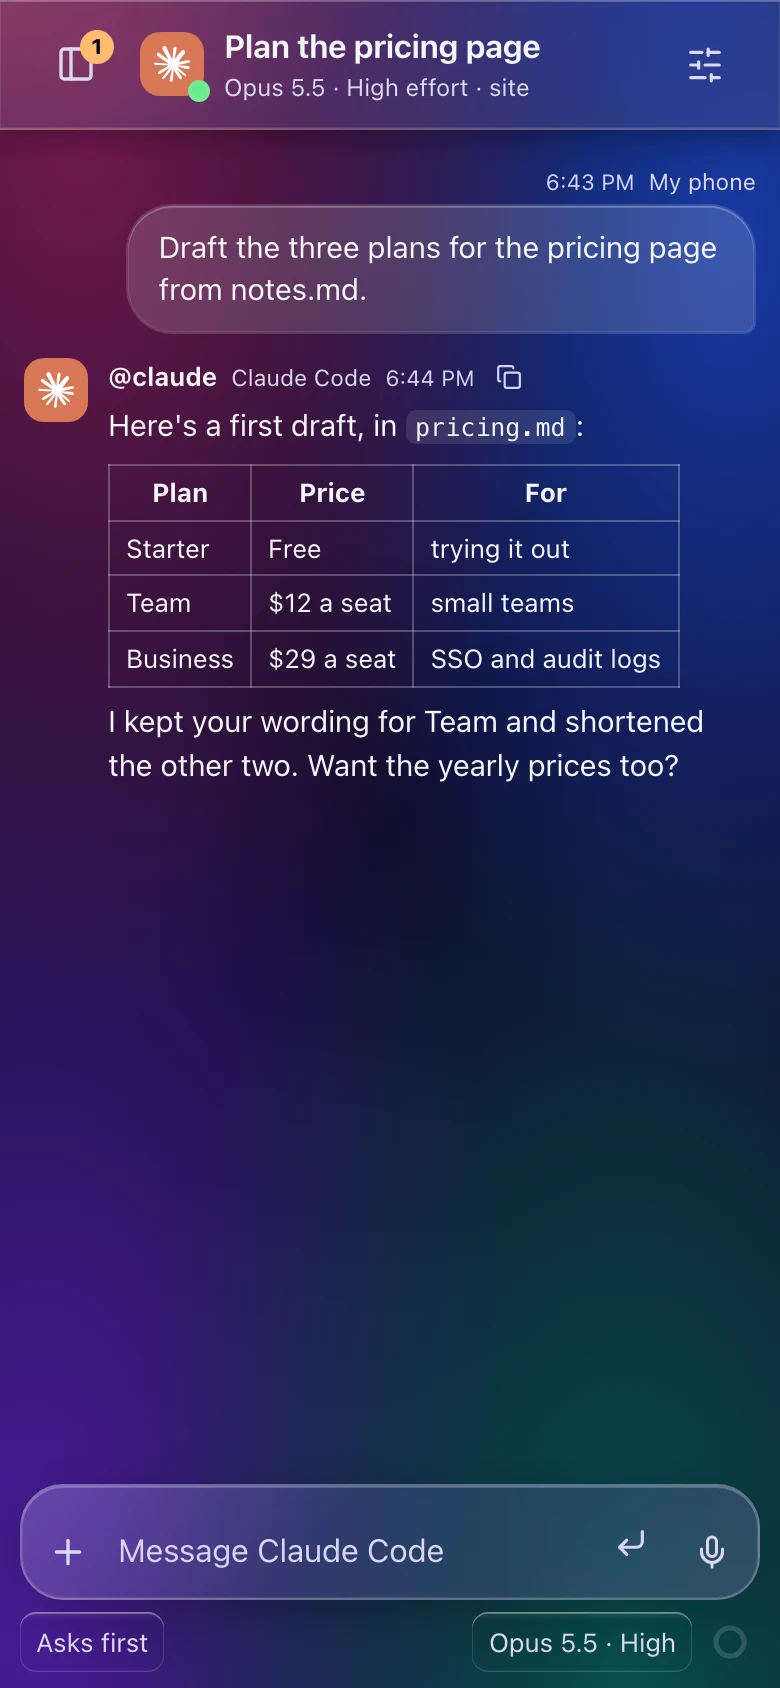 1
Plan the pricing page
Opus 5.5 · High effort · site
6:43 PM My phone
Draft the three plans for the pricing page
from notes.md.
@claude Claude Code 6:44 PM
Here's a first draft, in pricing.md:
Plan Price For
Starter Free trying it out
Team $12 a seat small teams
Business $29 a seat SSO and audit logs
I kept your wording for Team and shortened
the other two. Want the yearly prices too?
Message Claude Code
Asks first Opus 5.5 · High